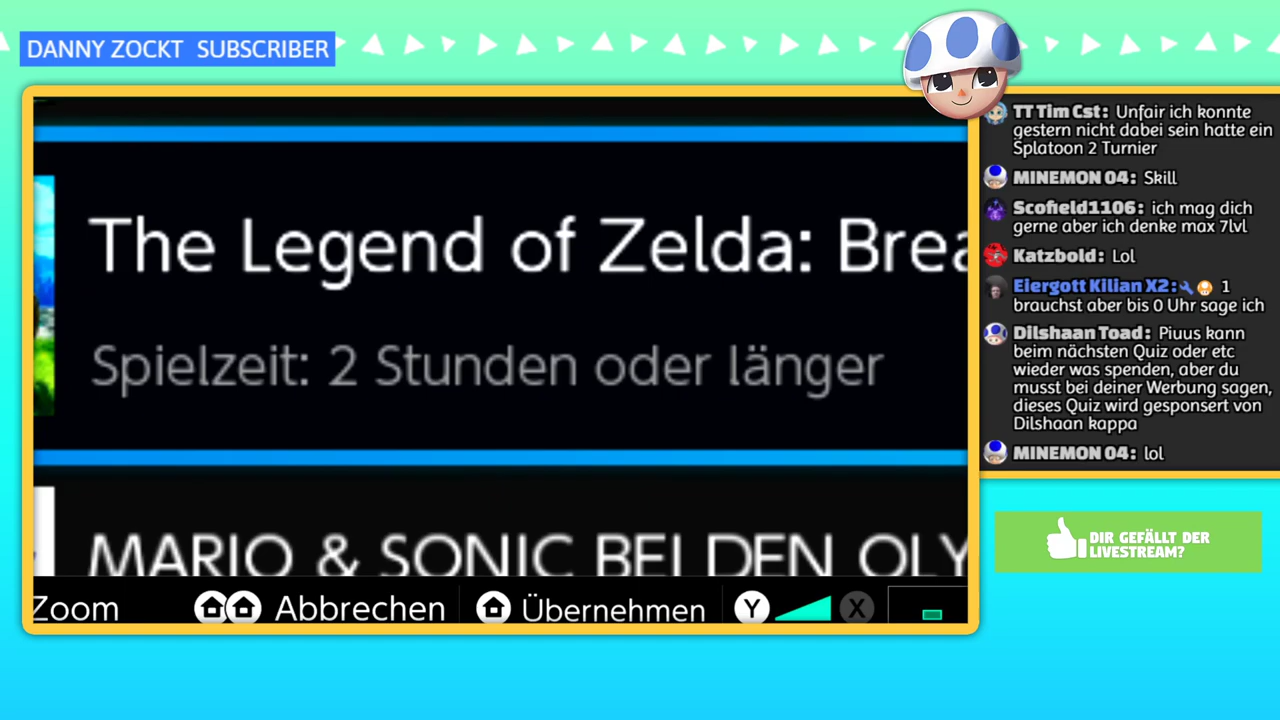 DANNY ZOCKT SUBSCRIBER
The Legend of Zelda: Brea
Spielzeit: 2 Stunden oder länger
MARIO & SONIC BEI DEN OLY
Zoom
Abbrechen
Übernehmen
Y
X
TT Tim Cst: Unfair ich konnte
gestern nicht dabei sein hatte ein
Splatoon 2 Turnier
MINEMON 04: Skill
Scofield1106: ich mag dich
gerne aber ich denke max 7lvl
Katzbold: Lol
Eiergott Kilian X2: 1
brauchst aber bis 0 Uhr sage ich
Dilshaan Toad: Piuus kann
beim nächsten Quiz oder etc
wieder was spenden, aber du
musst bei deiner Werbung sagen,
dieses Quiz wird gesponsert von
Dilshaan kappa
MINEMON 04: lol
DIR GEFÄLLT DER
LIVESTREAM?